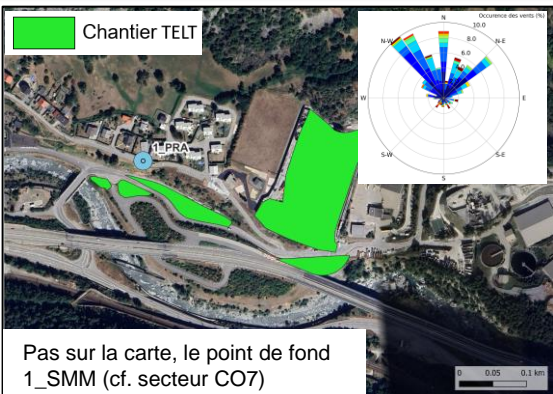 Chantier TELT
Occurence des vents (%)
N
10.0
8.0
6.0
N-W
N-E
W
E
S-W
S-E
S
1_PRA
Pas sur la carte, le point de fond
1_SMM (cf. secteur CO7)
0 0.05 0.1 km